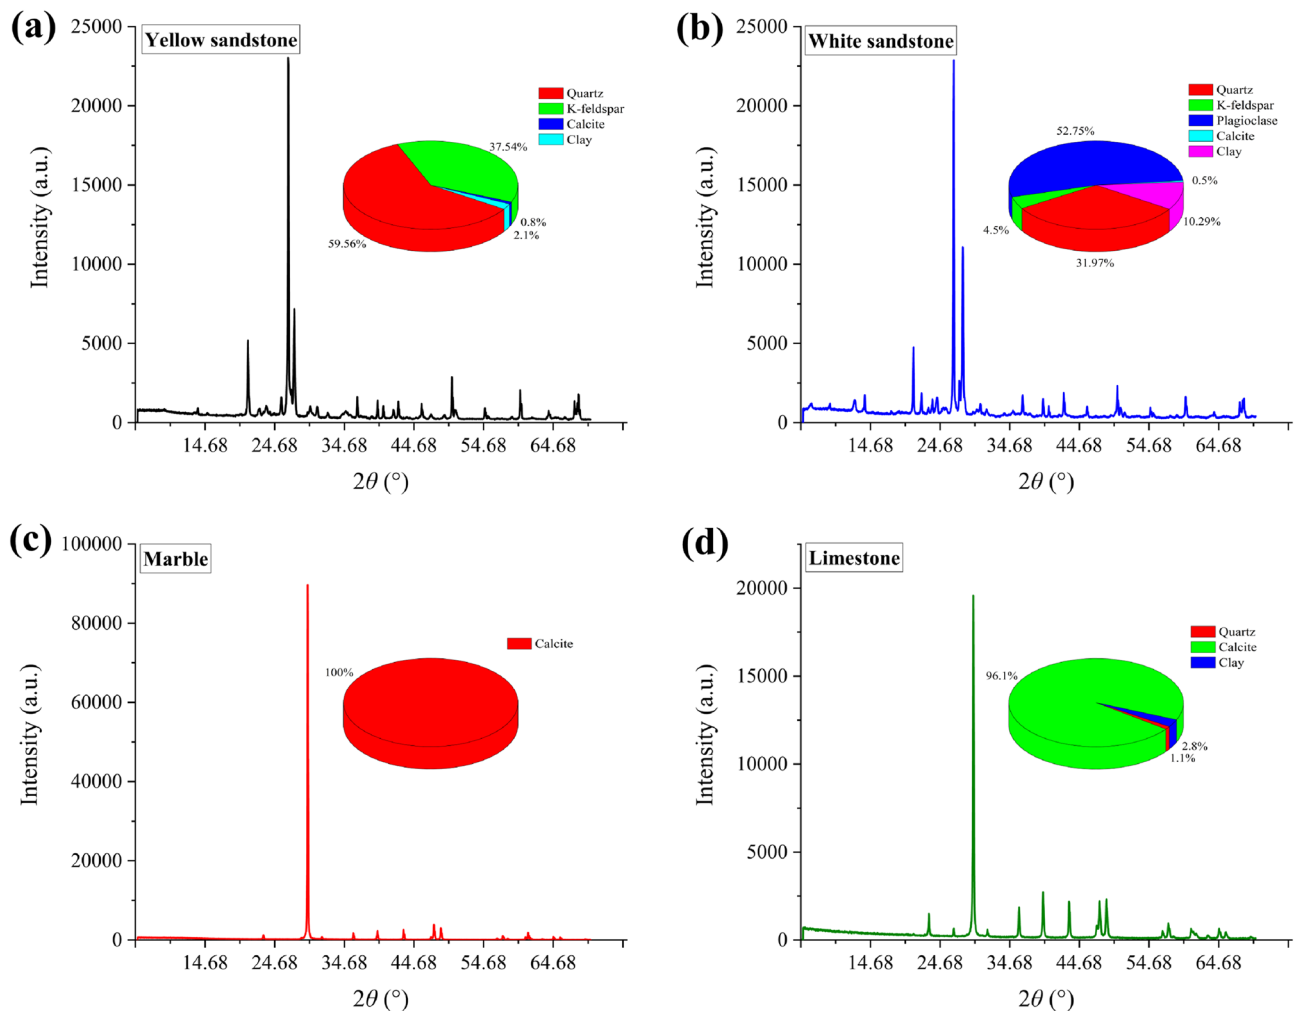 (a)
Yellow sandstone
25000
20000
15000
10000
5000
0
Intensity (a.u.)
14.68 24.68 34.68 44.68 54.68 64.68
2θ (°)
Quartz
K-feldspar
Calcite
Clay
37.54%
0.8%
2.1%
59.56%
(b)
White sandstone
25000
20000
15000
10000
5000
0
Intensity (a.u.)
14.68 24.68 34.68 44.68 54.68 64.68
2θ (°)
Quartz
K-feldspar
Plagioclase
Calcite
Clay
52.75%
0.5%
10.29%
4.5%
31.97%
(c)
Marble
100000
80000
60000
40000
20000
0
Intensity (a.u.)
14.68 24.68 34.68 44.68 54.68 64.68
2θ (°)
Calcite
100%
(d)
Limestone
20000
15000
10000
5000
0
Intensity (a.u.)
14.68 24.68 34.68 44.68 54.68 64.68
2θ (°)
Quartz
Calcite
Clay
96.1%
2.8%
1.1%